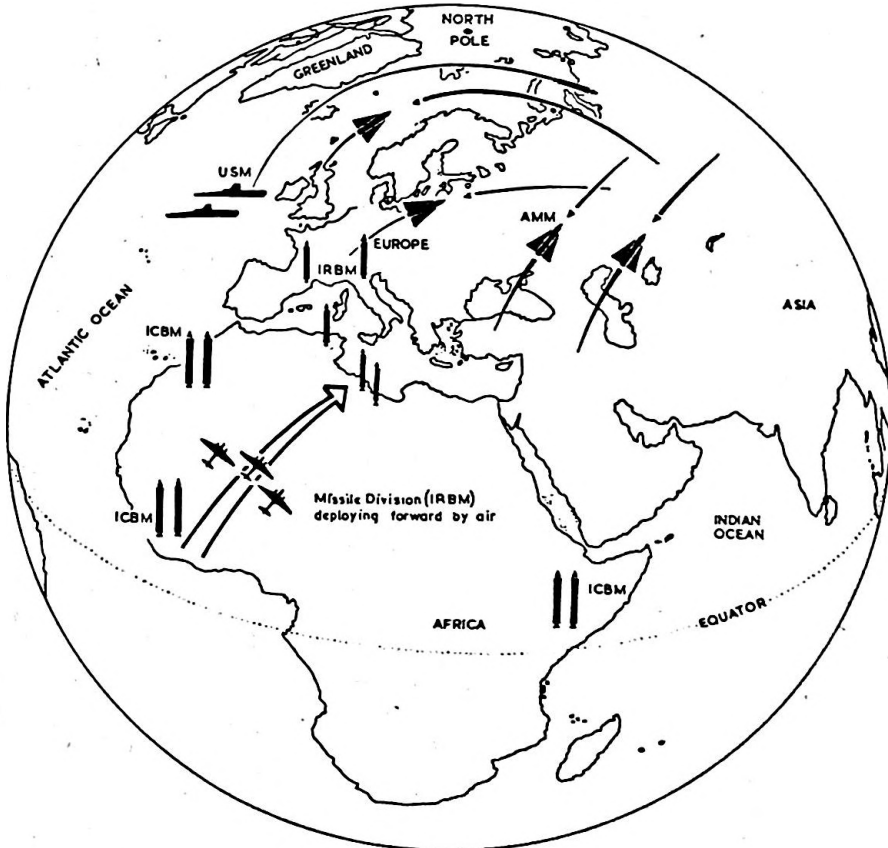 NORTH
POLE
GREENLAND
USM
AMM
EUROPE
IRBM
ASIA
ATLANTIC OCEAN
ICBM
Missile Division (IRBM)
deploying forward by air
ICBM
INDIAN
OCEAN
ICBM
EQUATOR
AFRICA